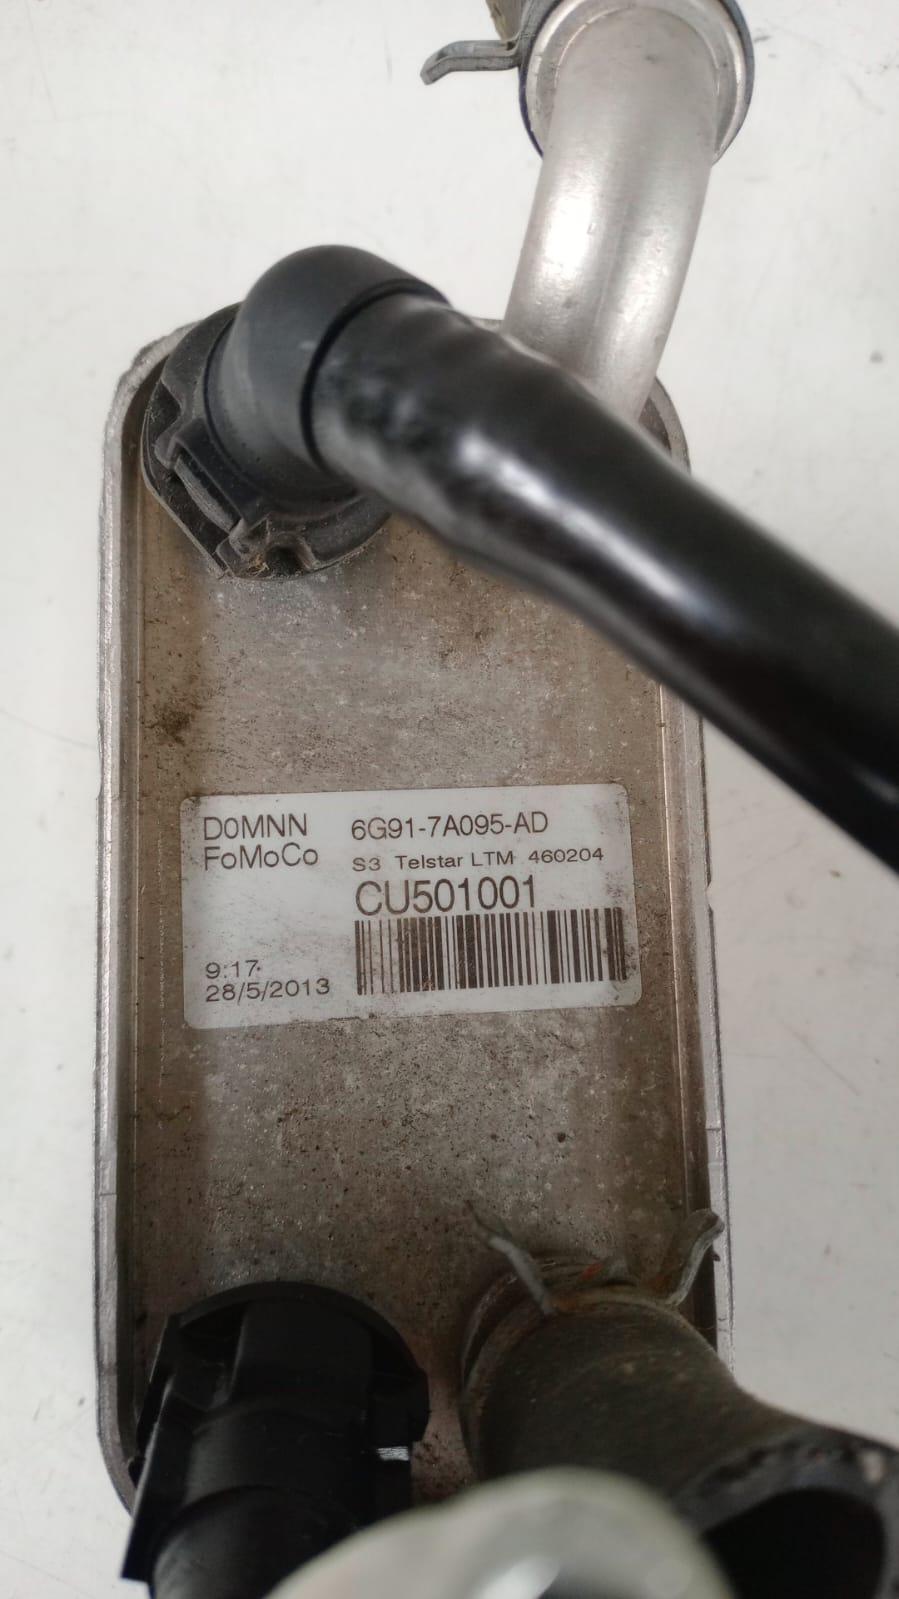 D0MNN 6G91-7A095-AD
FoMoCo S3 Telstar LTM 460204
CU501001
9:17
28/5/2013